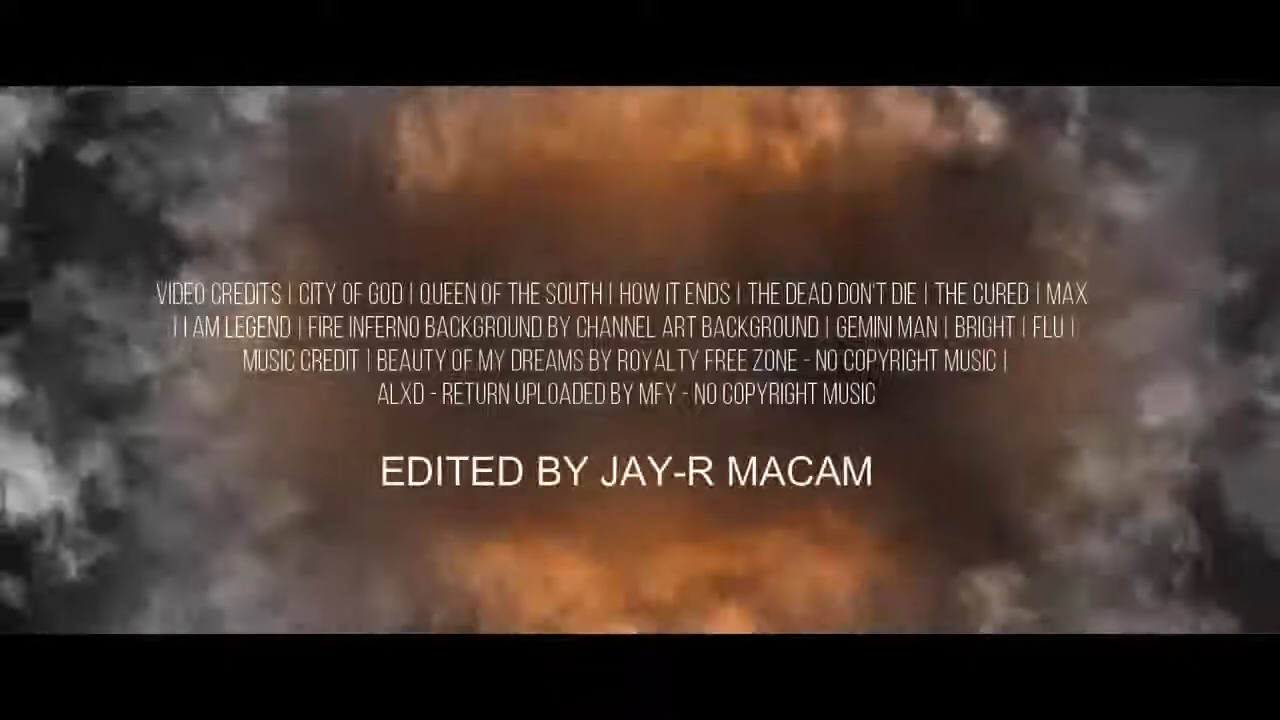 VIDEO CREDITS | CITY OF GOD | QUEEN OF THE SOUTH | HOW IT ENDS | THE DEAD DON'T DIE | THE CURED | MAX
| I AM LEGEND | FIRE INFERNO BACKGROUND BY CHANNEL ART BACKGROUND | GEMINI MAN | BRIGHT | FLU |
MUSIC CREDIT | BEAUTY OF MY DREAMS BY ROYALTY FREE ZONE - NO COPYRIGHT MUSIC |
ALXD - RETURN UPLOADED BY MFY - NO COPYRIGHT MUSIC
EDITED BY JAY-R MACAM